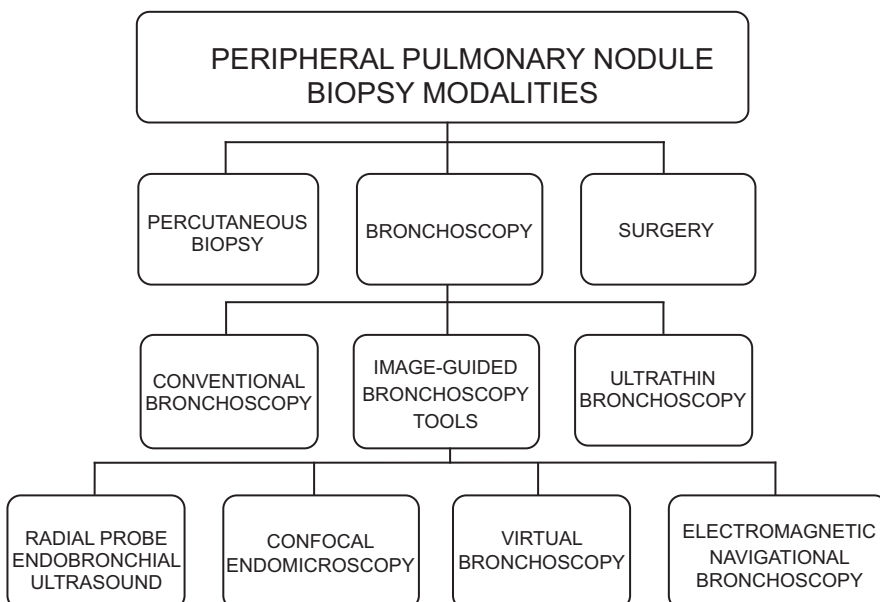 PERIPHERAL PULMONARY NODULE
BIOPSY MODALITIES
PERCUTANEOUS
BIOPSY
BRONCHOSCOPY
SURGERY
CONVENTIONAL
BRONCHOSCOPY
IMAGE-GUIDED
BRONCHOSCOPY
TOOLS
ULTRATHIN
BRONCHOSCOPY
RADIAL PROBE
ENDOBRONCHIAL
ULTRASOUND
CONFOCAL
ENDOMICROSCOPY
VIRTUAL
BRONCHOSCOPY
ELECTROMAGNETIC
NAVIGATIONAL
BRONCHOSCOPY